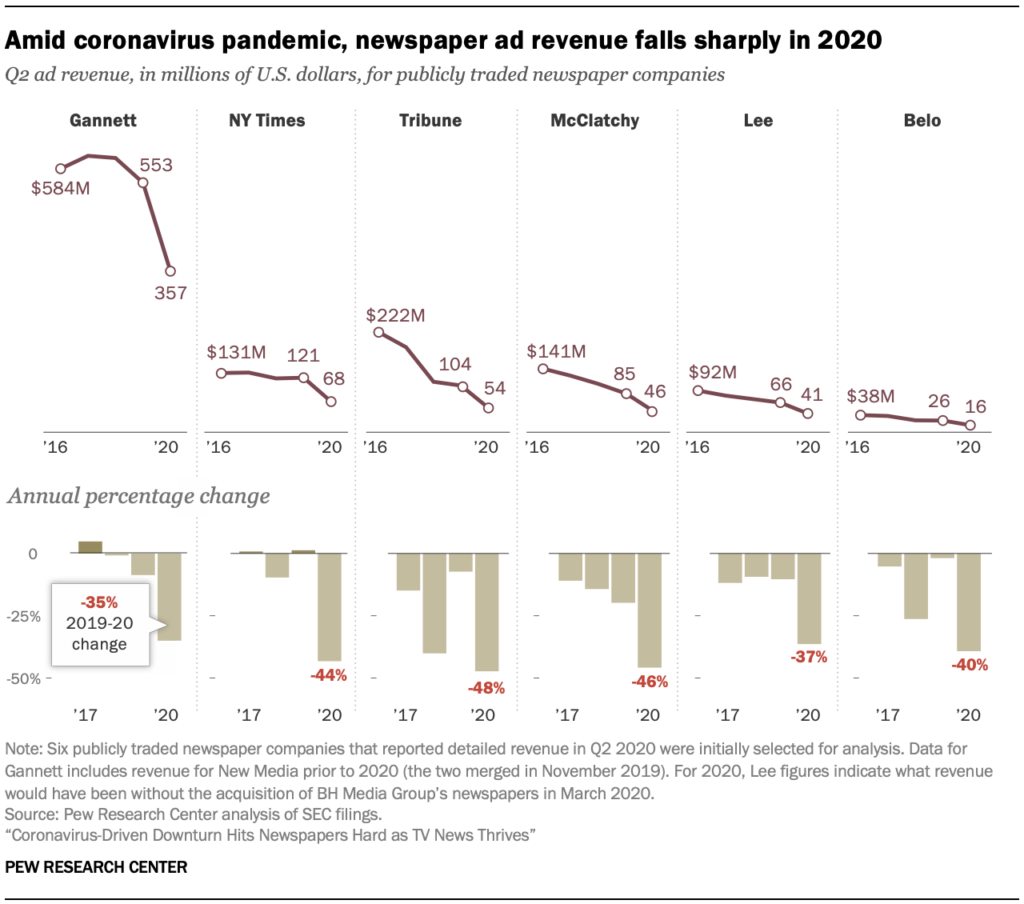 Amid coronavirus pandemic, newspaper ad revenue falls sharply in 2020
Q2 ad revenue, in millions of U.S. dollars, for publicly traded newspaper companies
Gannett NY Times Tribune McClatchy Lee Belo
$584M 553 357
$131M 121 68
$222M 104 54
$141M 85 46
$92M 66 41
$38M 26 16
’16 ’20 ’16 ’20 ’16 ’20 ’16 ’20 ’16 ’20 ’16 ’20
Annual percentage change
0
-25%
-50%
-35%
2019-20
change
-44% -48% -46% -37% -40%
’17 ’20 ’17 ’20 ’17 ’20 ’17 ’20 ’17 ’20 ’17 ’20
Note: Six publicly traded newspaper companies that reported detailed revenue in Q2 2020 were initially selected for analysis. Data for
Gannett includes revenue for New Media prior to 2020 (the two merged in November 2019). For 2020, Lee figures indicate what revenue
would have been without the acquisition of BH Media Group’s newspapers in March 2020.
Source: Pew Research Center analysis of SEC filings.
“Coronavirus-Driven Downturn Hits Newspapers Hard as TV News Thrives”
PEW RESEARCH CENTER